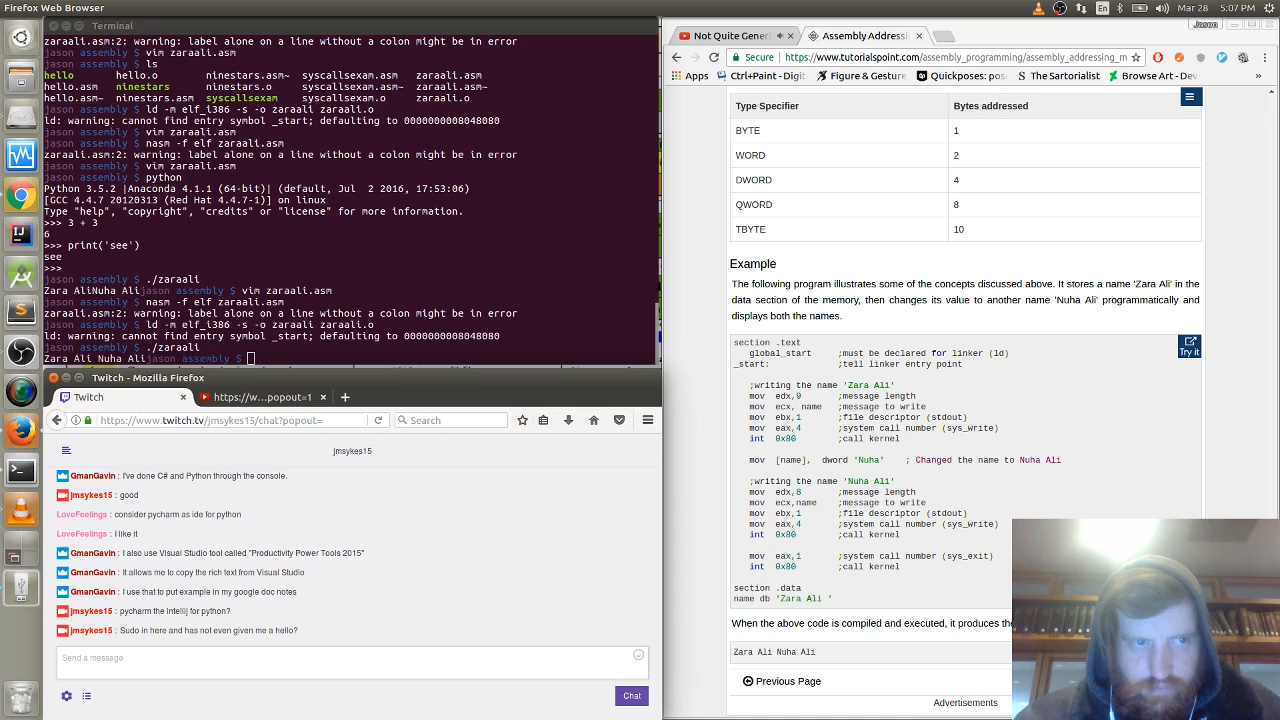 Firefox Web Browser
En
5:07 PM
Mar 28
Terminal
zaraali.asm:2: warning: label alone on a line without a colon might be in error
jason assembly $ vim zaraali.asm
jason assembly $ ls
hello hello.o ninestars.asm~ syscallsexam.asm zaraali.asm
hello.asm ninestars syscallsexam.asm~ zaraali.asm~
hello.asm~ ninestars.asm syscallsexam syscallsexam.o zaraali.o
jason assembly $ ld -m elf_i386 -s -o zaraali zaraali.o
ld: warning: cannot find entry symbol _start; defaulting to 0000000008048080
jason assembly $ vim zaraali.asm
jason assembly $ nasm -f elf zaraali.asm
zaraali.asm:2: warning: label alone on a line without a colon might be in error
jason assembly $ vim zaraali.asm
jason assembly $ python
Python 3.5.2 |Anaconda 4.1.1 (64-bit)| (default, Jul  2 2016, 17:53:06)
[GCC 4.4.7 20120313 (Red Hat 4.4.7-1)] on linux
Type "help", "copyright", "credits" or "license" for more information.
>>> 3 + 3
6
>>> print('see')
see
>>>
jason assembly $ ./zaraali
Zara AliNuha Alijason assembly $ vim zaraali.asm
jason assembly $ nasm -f elf zaraali.asm
zaraali.asm:2: warning: label alone on a line without a colon might be in error
jason assembly $ ld -m elf_i386 -s -o zaraali zaraali.o
ld: warning: cannot find entry symbol _start; defaulting to 0000000008048080
jason assembly $ ./zaraali
Zara Ali Nuha Alijason assembly $
Twitch - Mozilla Firefox
Twitch
https://w...popout=1
https://www.twitch.tv/jmsykes15/chat?popout=
Search
jmsykes15
GmanGavin : I've done C# and Python through the console.
jmsykes15 : good
LoveFeelings : consider pycharm as ide for python
LoveFeelings : I like it
GmanGavin : I also use Visual Studio tool called "Productivity Power Tools 2015"
GmanGavin : It allows me to copy the rich text from Visual Studio
GmanGavin : I use that to put example in my google doc notes
jmsykes15 : pycharm the intellij for python?
jmsykes15 : Sudo in here and has not even given me a hello?
Send a message
Chat
Jason
Not Quite Gener
Assembly Addressi
Secure
https://www.tutorialspoint.com/assembly_programming/assembly_addressing_m
Apps
Ctrl+Paint - Digit
Figure & Gesture
Quickposes: pos
The Sartorialist
Browse Art - Dev
»
Type Specifier Bytes addressed
BYTE 1
WORD 2
DWORD 4
QWORD 8
TBYTE 10
Example
The following program illustrates some of the concepts discussed above. It stores a name 'Zara Ali' in the
data section of the memory, then changes its value to another name 'Nuha Ali' programmatically and
displays both the names.
Try it
section .text
global_start ;must be declared for linker (ld)
_start: ;tell linker entry point
;writing the name 'Zara Ali'
mov edx,9 ;message length
mov ecx, name ;message to write
mov ebx,1 ;file descriptor (stdout)
mov eax,4 ;system call number (sys_write)
int 0x80 ;call kernel
mov [name], dword 'Nuha' ; Changed the name to Nuha Ali
;writing the name 'Nuha Ali'
mov edx,8 ;message length
mov ecx,name ;message to write
mov ebx,1 ;file descriptor (stdout)
mov eax,4 ;system call number (sys_write)
int 0x80 ;call kernel
mov eax,1 ;system call number (sys_exit)
int 0x80 ;call kernel
section .data
name db 'Zara Ali '
When the above code is compiled and executed, it produces the
Zara Ali Nuha Ali
Previous Page
Advertisements